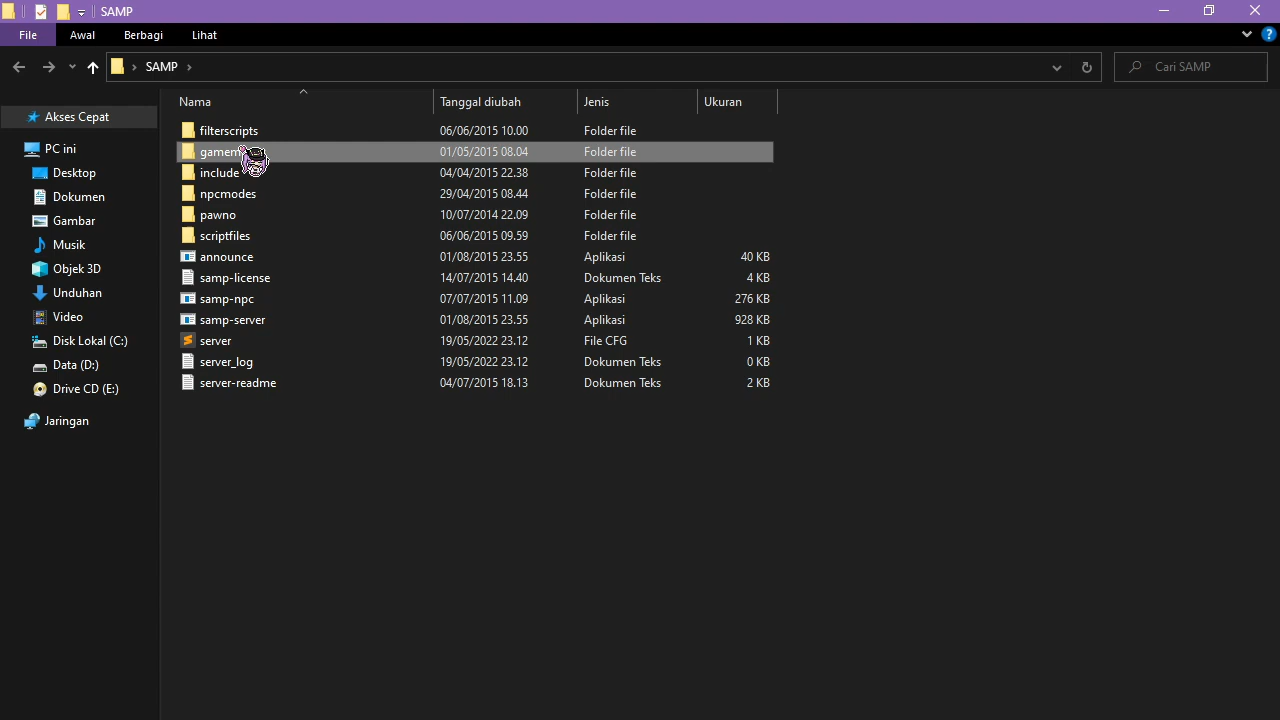 SAMP
File Awal Berbagi Lihat
SAMP Cari SAMP
Nama Tanggal diubah Jenis Ukuran
Akses Cepat
PC ini
Desktop
Dokumen
Gambar
Musik
Objek 3D
Unduhan
Video
Disk Lokal (C:)
Data (D:)
Drive CD (E:)
Jaringan
filterscripts 06/06/2015 10.00 Folder file
01/05/2015 08.04 Folder file
include 04/04/2015 22.38 Folder file
npcmodes 29/04/2015 08.44 Folder file
pawno 10/07/2014 22.09 Folder file
scriptfiles 06/06/2015 09.59 Folder file
announce 01/08/2015 23.55 Aplikasi 40 KB
samp-license 14/07/2015 14.40 Dokumen Teks 4 KB
samp-npc 07/07/2015 11.09 Aplikasi 276 KB
samp-server 01/08/2015 23.55 Aplikasi 928 KB
server 19/05/2022 23.12 File CFG 1 KB
server_log 19/05/2022 23.12 Dokumen Teks 0 KB
server-readme 04/07/2015 18.13 Dokumen Teks 2 KB